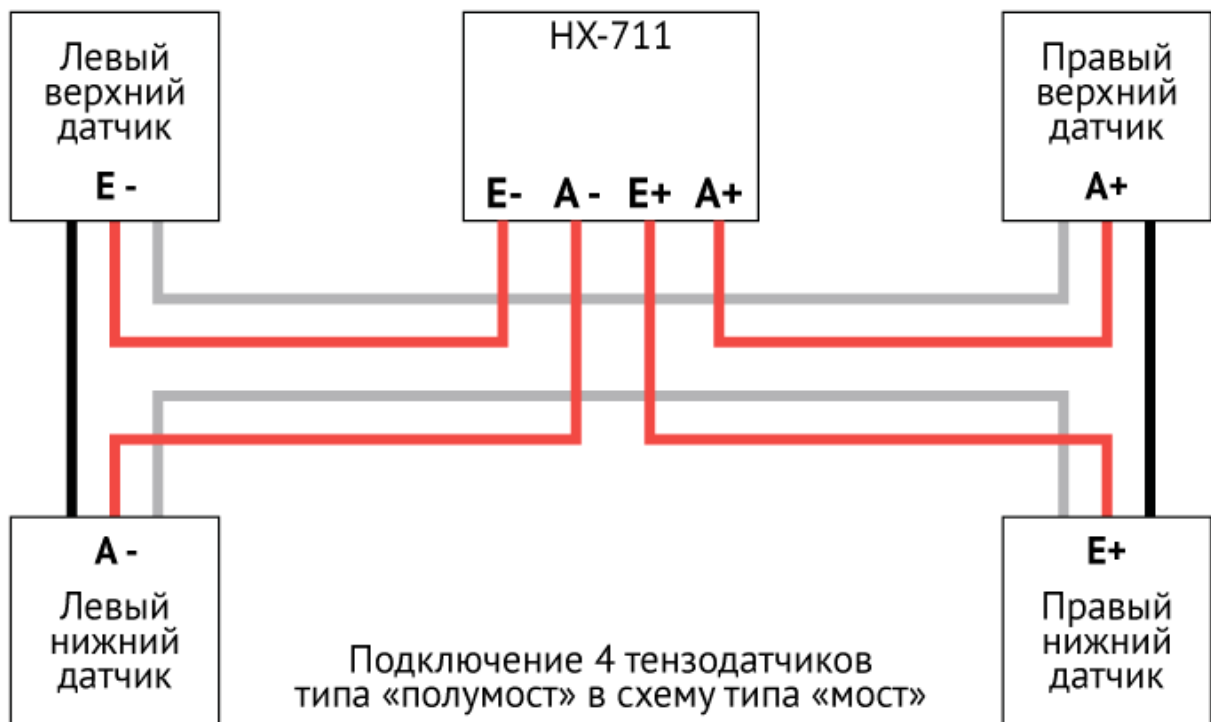 Левый
верхний
датчик
E -
HX-711
E- A - E+ A+
Правый
верхний
датчик
A+
A -
Левый
нижний
датчик
E+
Правый
нижний
датчик
Подключение 4 тензодатчиков
типа «полумост» в схему типа «мост»